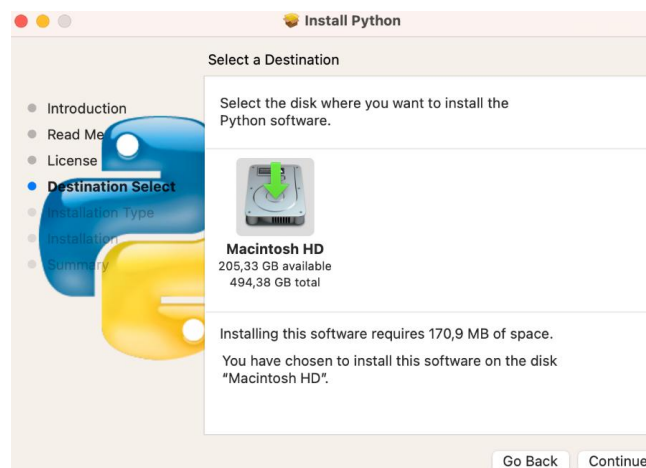 Install Python
Select a Destination
Introduction
Read Me
License
Destination Select
Installation Type
Installation
Summary
Select the disk where you want to install the
Python software.
Macintosh HD
205,33 GB available
494,38 GB total
Installing this software requires 170,9 MB of space.
You have chosen to install this software on the disk
“Macintosh HD”.
Go Back
Continue